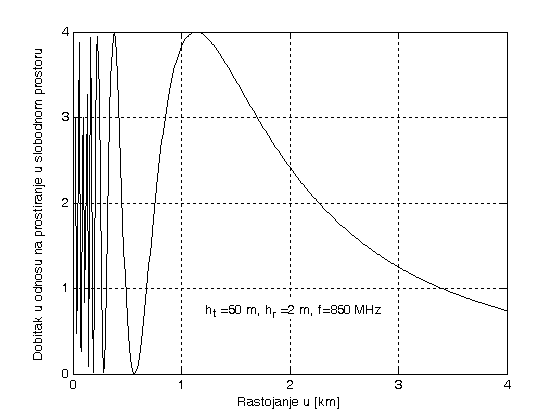 Dobitak u odnosu na prostiranje u slobodnom prostoru
4
3
2
1
0
h_t =50 m, h_r =2 m, f=850 MHz
0 1 2 3 4
Rastojanje u [km]